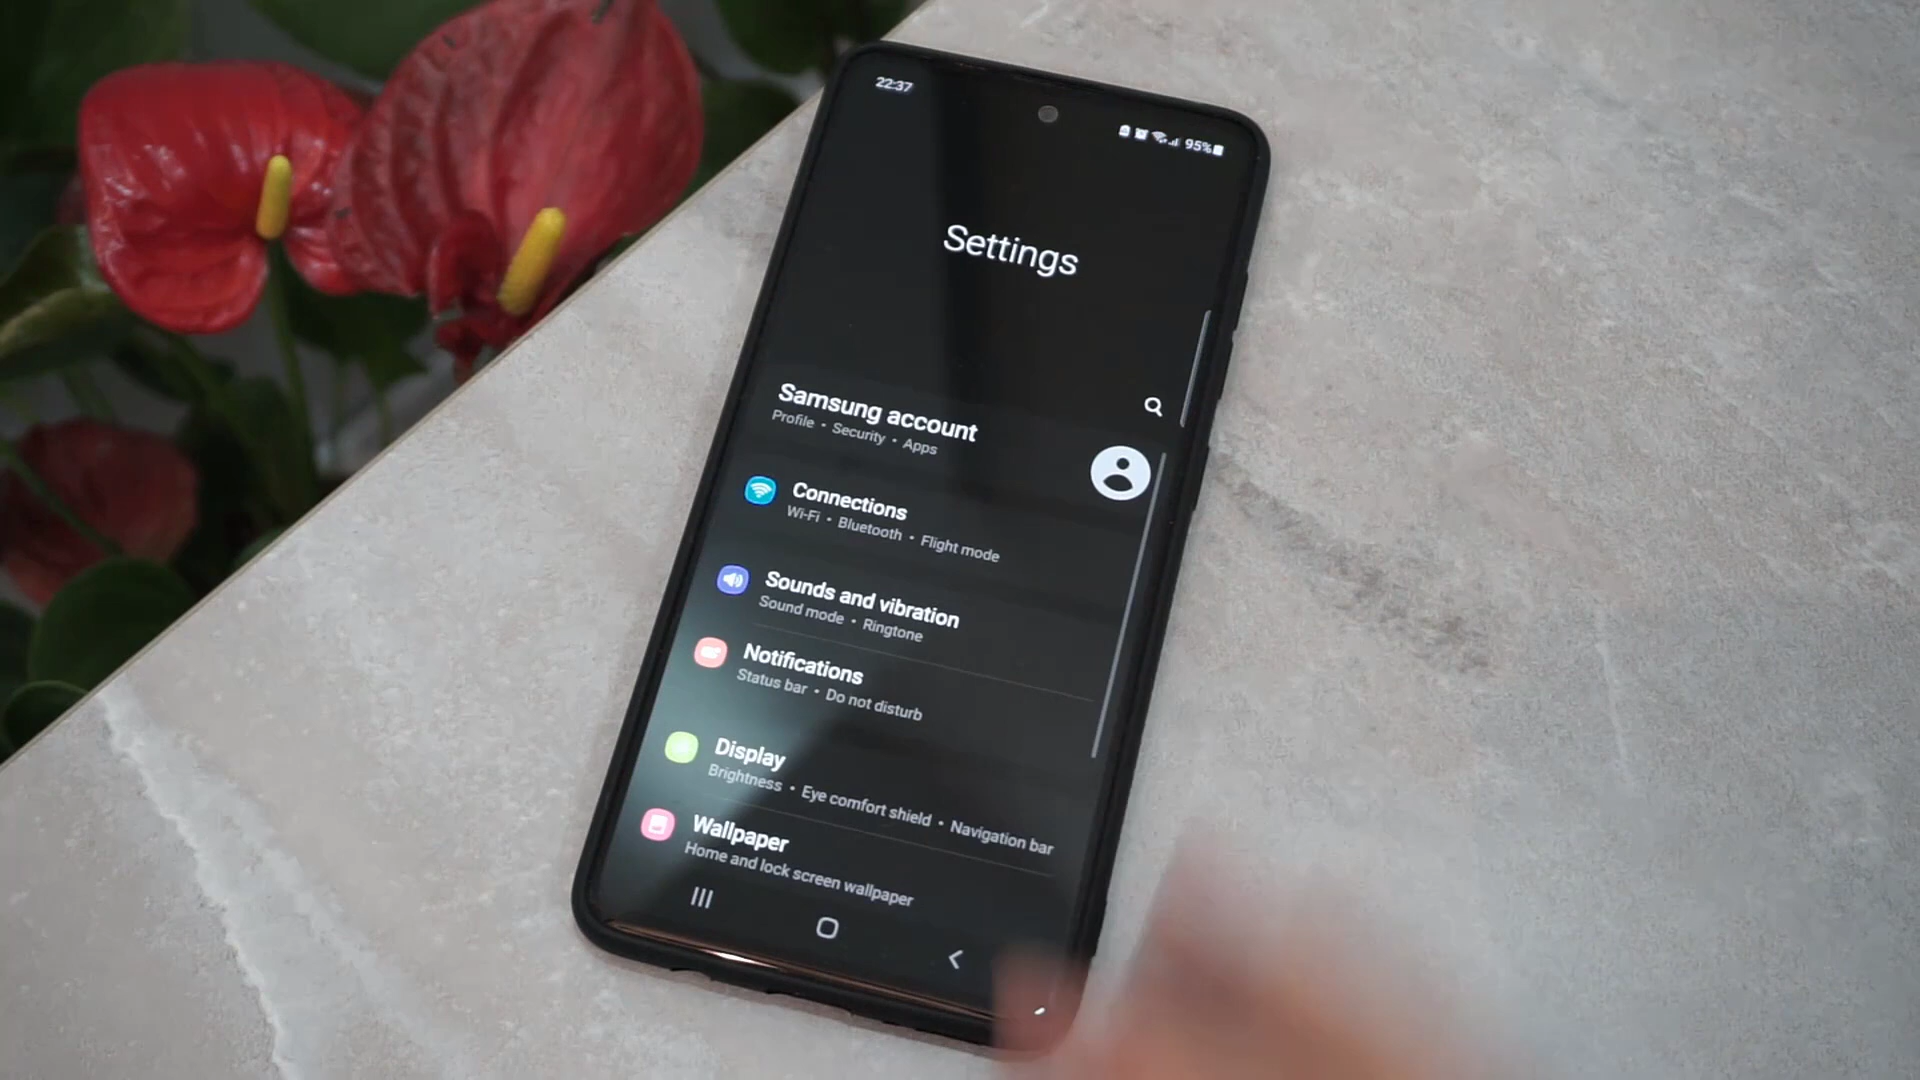 22:37
95%
Settings
Samsung account
Profile • Security • Apps
Connections
Wi-Fi • Bluetooth • Flight mode
Sounds and vibration
Sound mode • Ringtone
Notifications
Status bar • Do not disturb
Display
Brightness • Eye comfort shield • Navigation bar
Wallpaper
Home and lock screen wallpaper